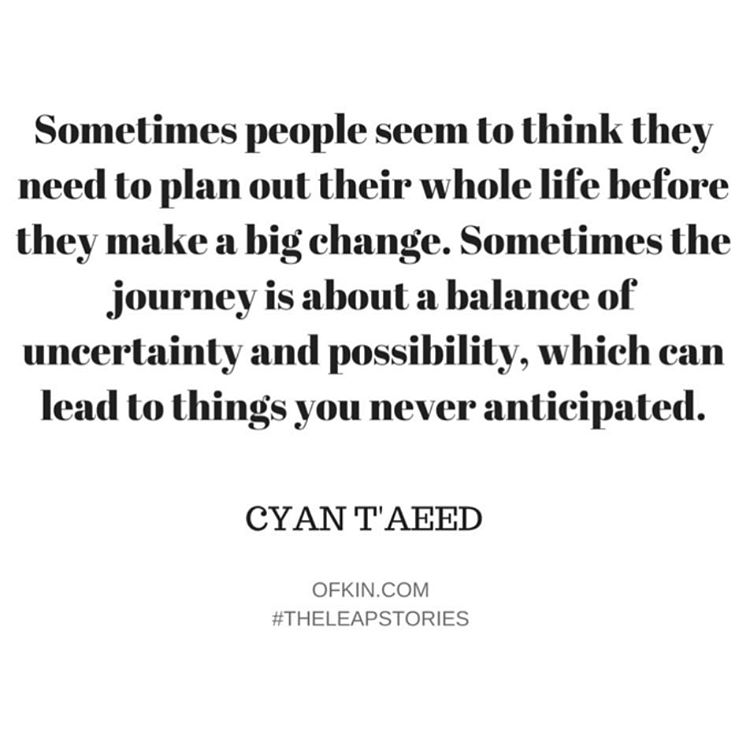 Sometimes people seem to think they
need to plan out their whole life before
they make a big change. Sometimes the
journey is about a balance of
uncertainty and possibility, which can
lead to things you never anticipated.
CYAN T'AEED
OFKIN.COM
#THELEAPSTORIES